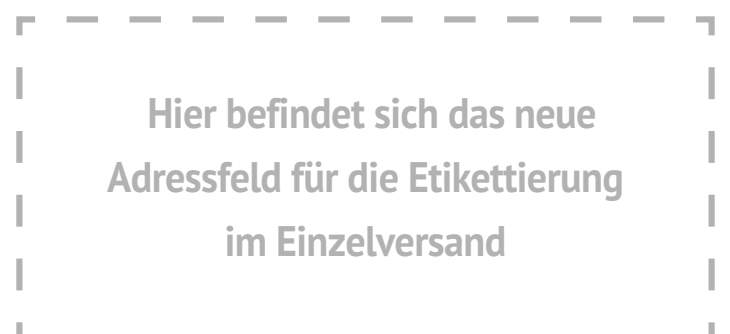 Hier befindet sich das neue
Adressfeld für die Etikettierung
im Einzelversand